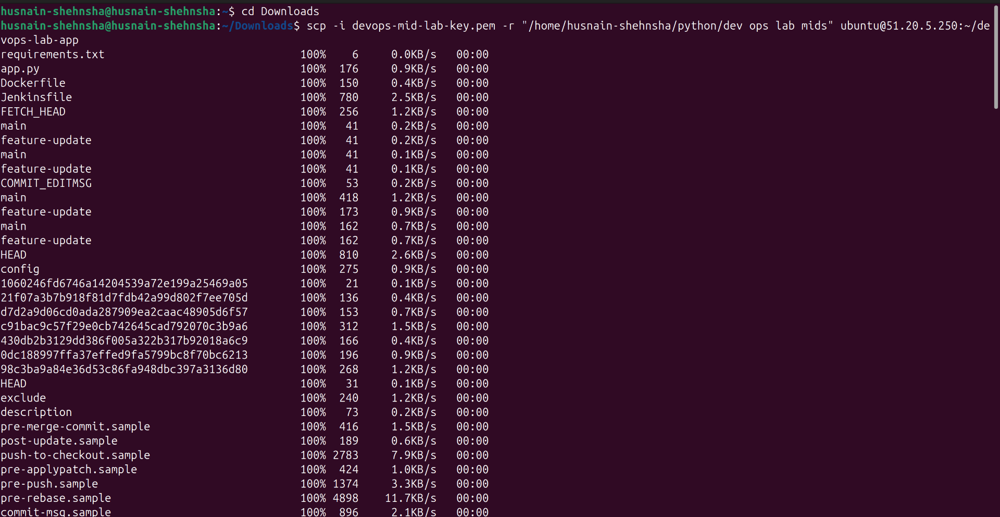 husnain-shehnsha@husnain-shehnsha:~$ cd Downloads
husnain-shehnsha@husnain-shehnsha:~/Downloads$ scp -i devops-mid-lab-key.pem -r "/home/husnain-shehnsha/python/dev ops lab mids" ubuntu@51.20.5.250:~/de
vops-lab-app
requirements.txt 100% 6 0.0KB/s 00:00
app.py 100% 176 0.9KB/s 00:00
Dockerfile 100% 150 0.4KB/s 00:00
Jenkinsfile 100% 780 2.5KB/s 00:00
FETCH_HEAD 100% 256 1.2KB/s 00:00
main 100% 41 0.2KB/s 00:00
feature-update 100% 41 0.2KB/s 00:00
main 100% 41 0.1KB/s 00:00
feature-update 100% 41 0.1KB/s 00:00
COMMIT_EDITMSG 100% 53 0.2KB/s 00:00
main 100% 418 1.2KB/s 00:00
feature-update 100% 173 0.9KB/s 00:00
main 100% 162 0.7KB/s 00:00
feature-update 100% 162 0.7KB/s 00:00
HEAD 100% 810 2.6KB/s 00:00
config 100% 275 0.9KB/s 00:00
1060246fd6746a14204539a72e199a25469a05 100% 21 0.1KB/s 00:00
21f07a3b7b918f81d7fdb42a99d802f7ee705d 100% 136 0.4KB/s 00:00
d7d2a9d06cd0ada287909ea2caac48905d6f57 100% 153 0.7KB/s 00:00
c91bac9c57f29e0cb742645cad792070c3b9a6 100% 312 1.5KB/s 00:00
430db2b3129dd386f005a322b317b92018a6c9 100% 166 0.4KB/s 00:00
0dc188997ffa37effed9fa5799bc8f70bc6213 100% 196 0.9KB/s 00:00
98c3ba9a84e36d53c86fa948dbc397a3136d80 100% 268 1.2KB/s 00:00
HEAD 100% 31 0.1KB/s 00:00
exclude 100% 240 1.2KB/s 00:00
description 100% 73 0.2KB/s 00:00
pre-merge-commit.sample 100% 416 1.5KB/s 00:00
post-update.sample 100% 189 0.6KB/s 00:00
push-to-checkout.sample 100% 2783 7.9KB/s 00:00
pre-applypatch.sample 100% 424 1.0KB/s 00:00
pre-push.sample 100% 1374 3.3KB/s 00:00
pre-rebase.sample 100% 4898 11.7KB/s 00:00
commit-msg.sample 100% 896 2.1KB/s 00:00